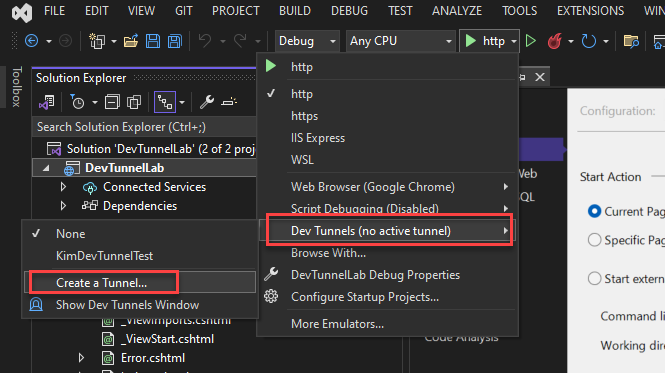 FILE EDIT VIEW GIT PROJECT BUILD DEBUG TEST ANALYZE TOOLS EXTENSIONS WIN
Debug Any CPU http
Toolbox
Solution Explorer
Search Solution Explorer (Ctrl+;)
Solution 'DevTunnelLab' (2 of 2 proj
DevTunnelLab
Connected Services
Dependencies
None
KimDevTunnelTest
Create a Tunnel...
Show Dev Tunnels Window
_ViewImports.cshtml
_ViewStart.cshtml
Error.cshtml
http
http
https
IIS Express
WSL
Web Browser (Google Chrome)
Script Debugging (Disabled)
Dev Tunnels (no active tunnel)
Browse With...
DevTunnelLab Debug Properties
Configure Startup Projects...
More Emulators...
Web
QL
Code Analysis
Configuration:
Start Action
Current Pag
Specific Pag
Start extern
Command li
Working dire